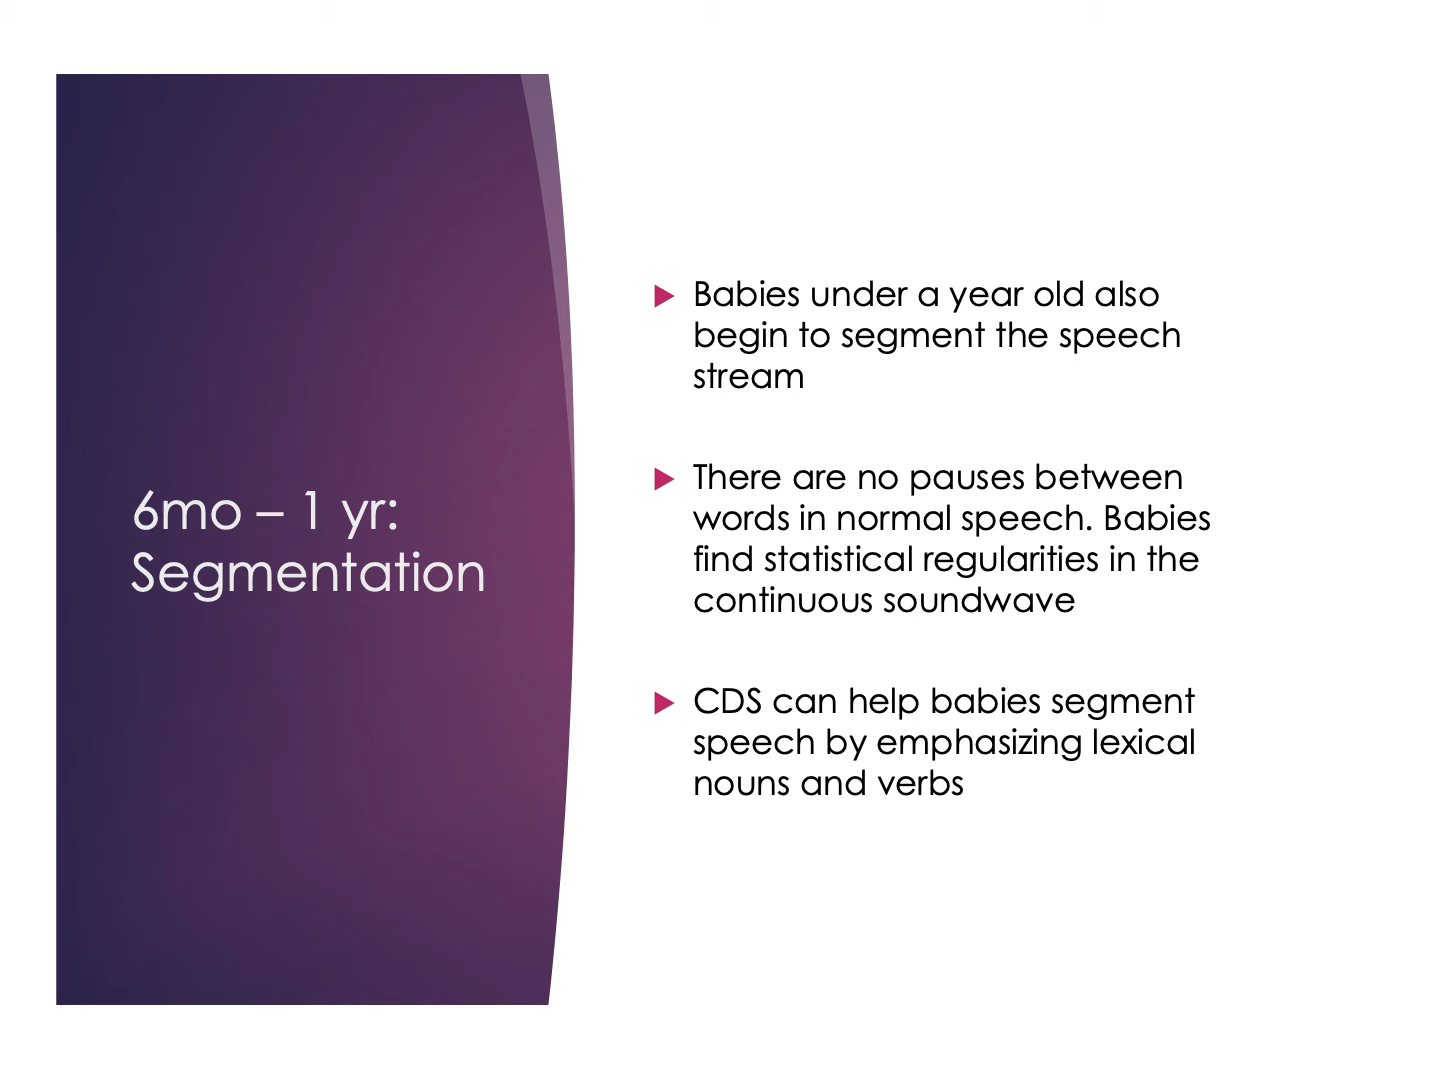 6mo – 1 yr:
Segmentation
Babies under a year old also
begin to segment the speech
stream
There are no pauses between
words in normal speech. Babies
find statistical regularities in the
continuous soundwave
CDS can help babies segment
speech by emphasizing lexical
nouns and verbs